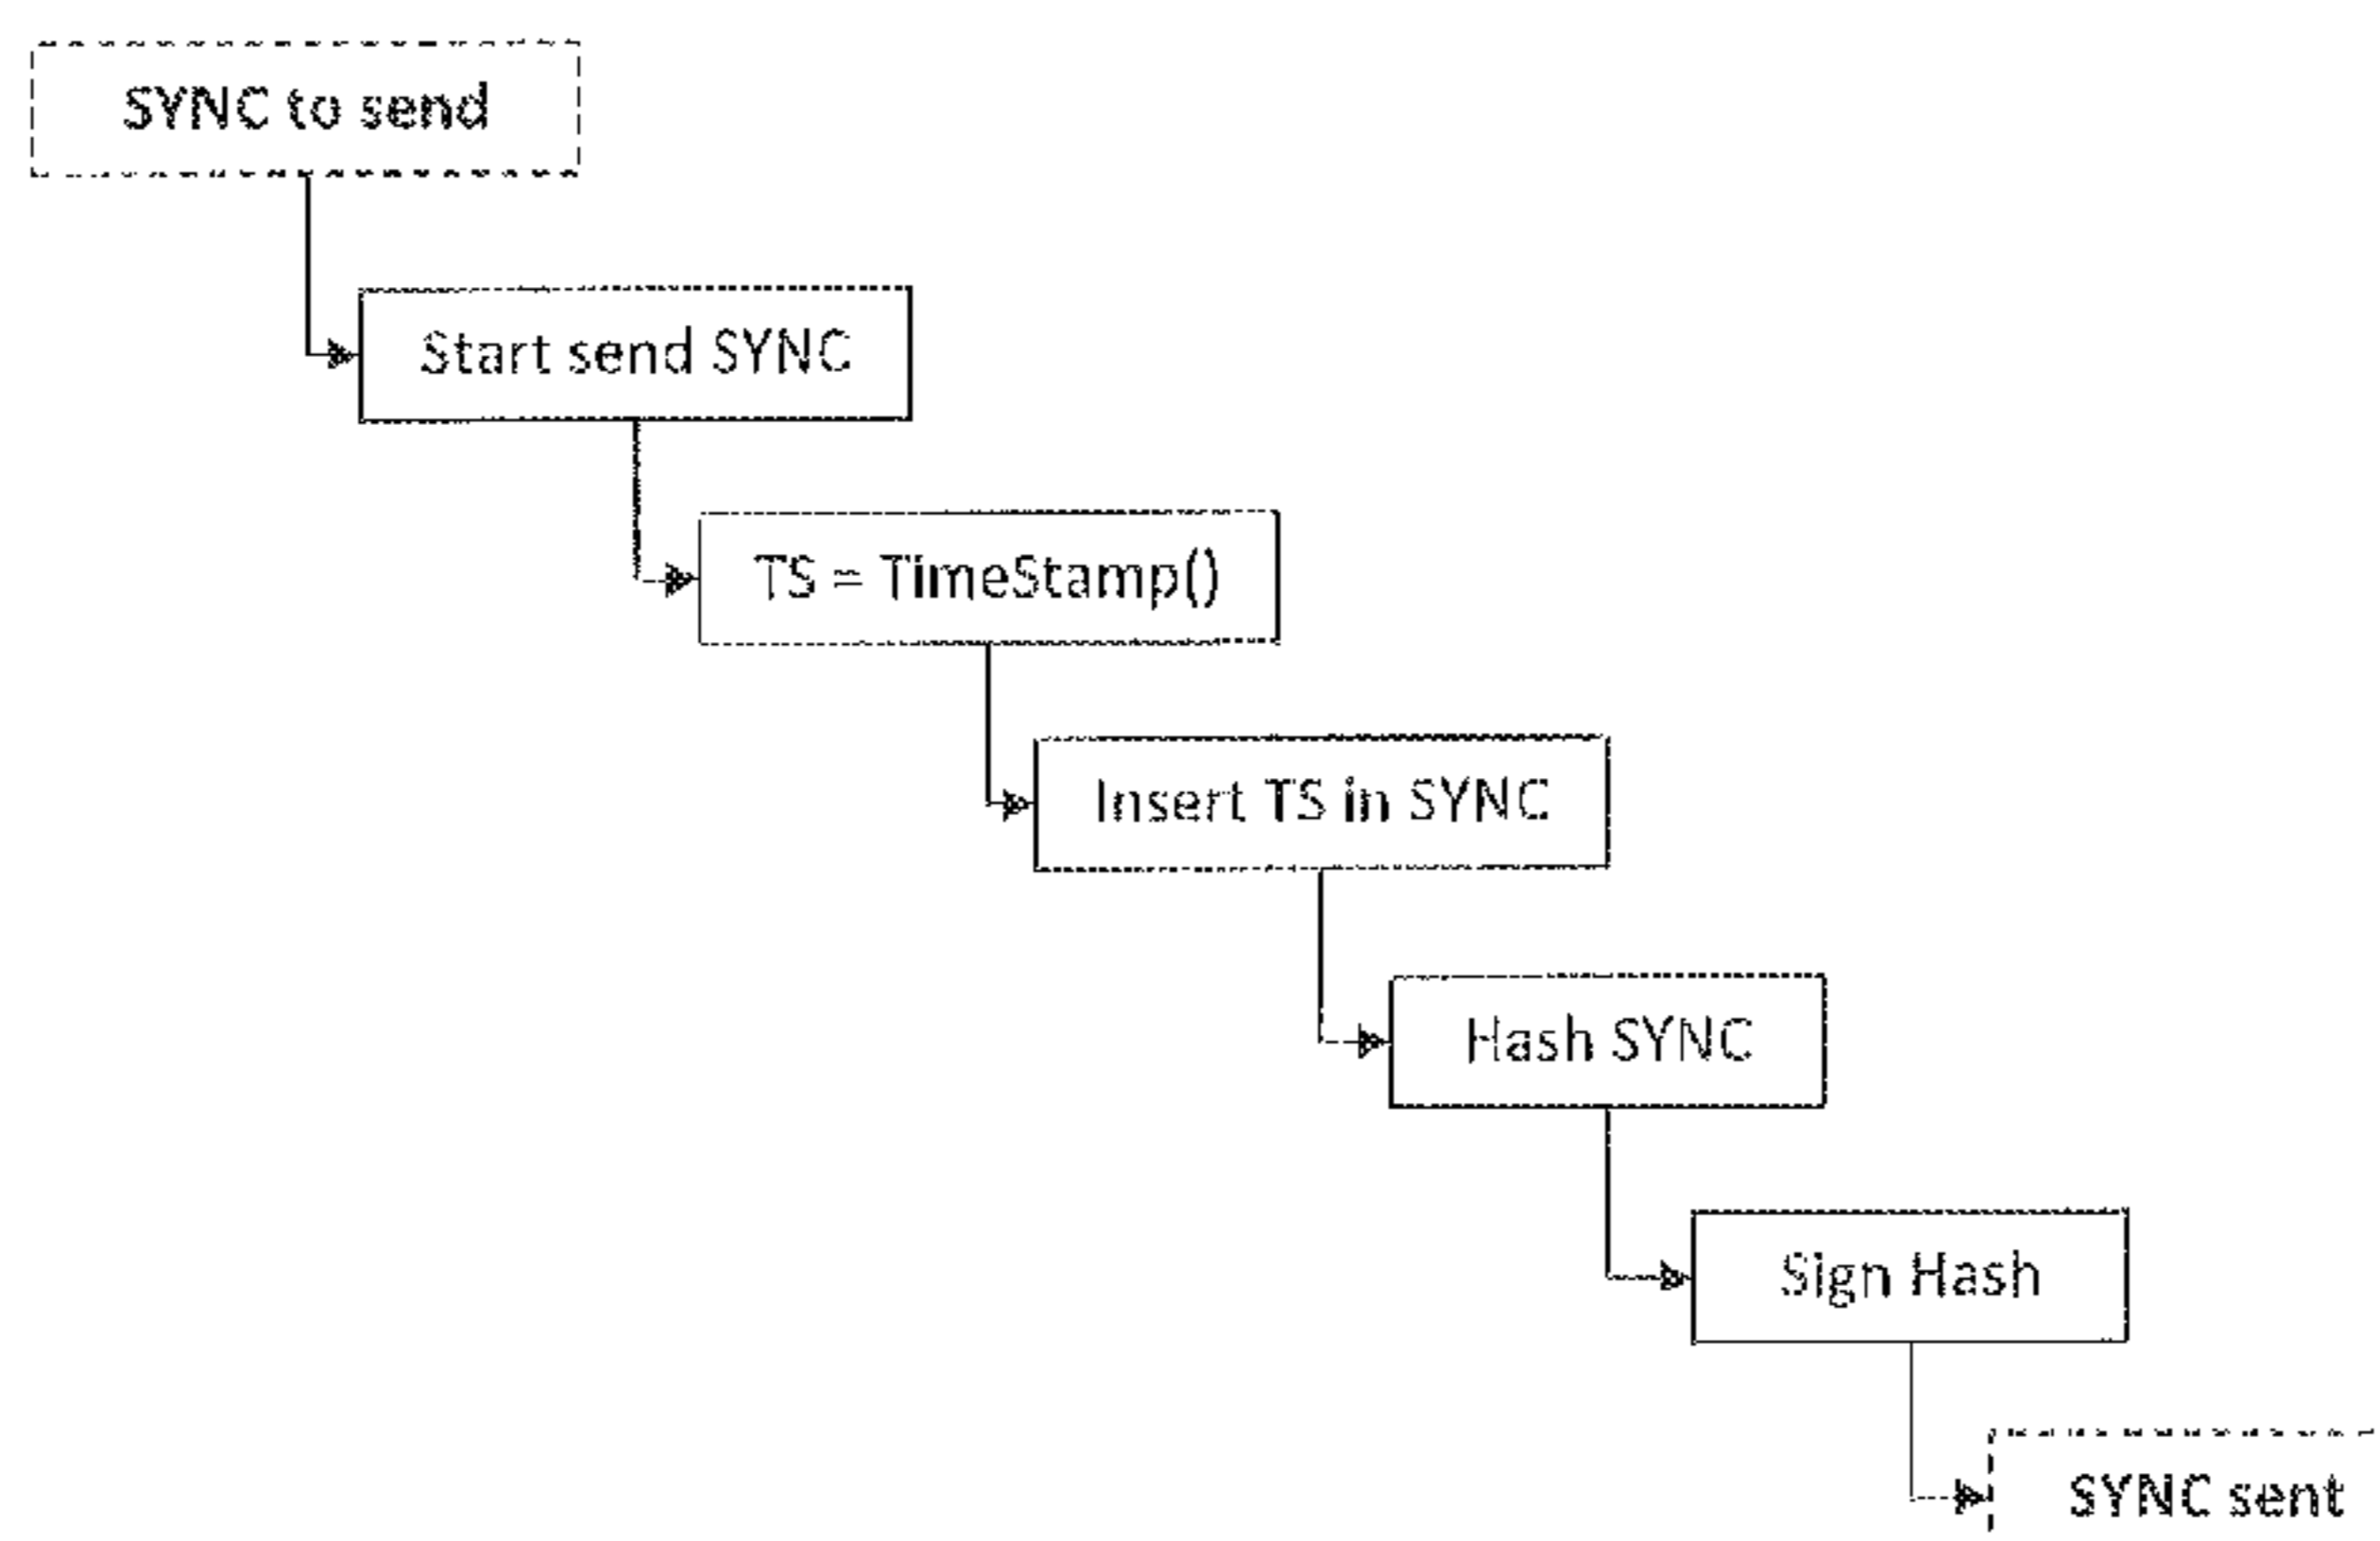 SYNC to send
Start send SYNC
TS = TimeStamp()
Insert TS in SYNC
Hash SYNC
Sign Hash
SYNC sent